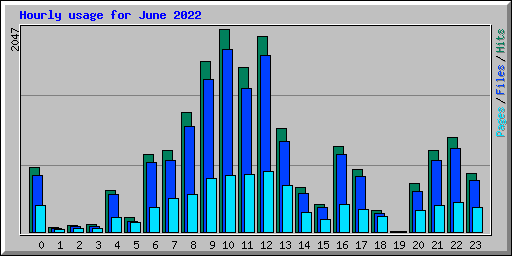 Hourly usage for June 2022
2047
Pages/Files/Hits
0 1 2 3 4 5 6 7 8 9 10 11 12 13 14 15 16 17 18 19 20 21 22 23